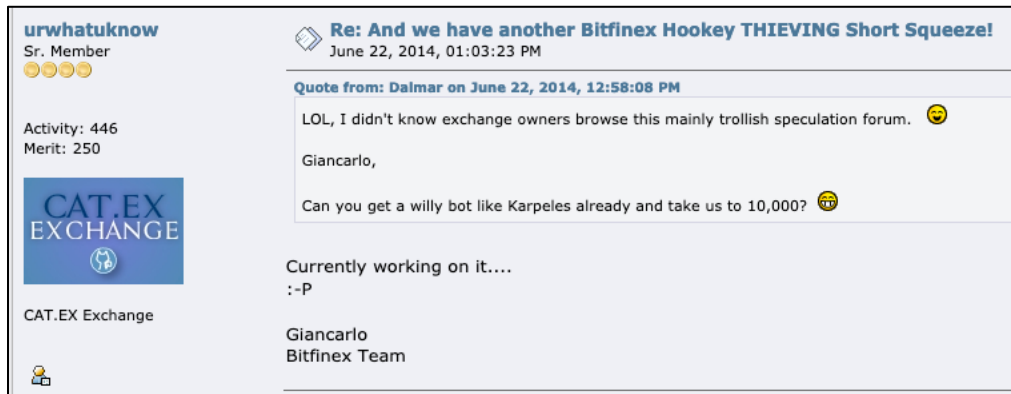 urwhatuknow
Sr. Member
Activity: 446
Merit: 250
CAT.EX
EXCHANGE
CAT.EX Exchange
Re: And we have another Bitfinex Hookey THIEVING Short Squeeze!
June 22, 2014, 01:03:23 PM
Quote from: Dalmar on June 22, 2014, 12:58:08 PM
LOL, I didn't know exchange owners browse this mainly trollish speculation forum.
Giancarlo,
Can you get a willy bot like Karpeles already and take us to 10,000?
Currently working on it....
:-P
Giancarlo
Bitfinex Team